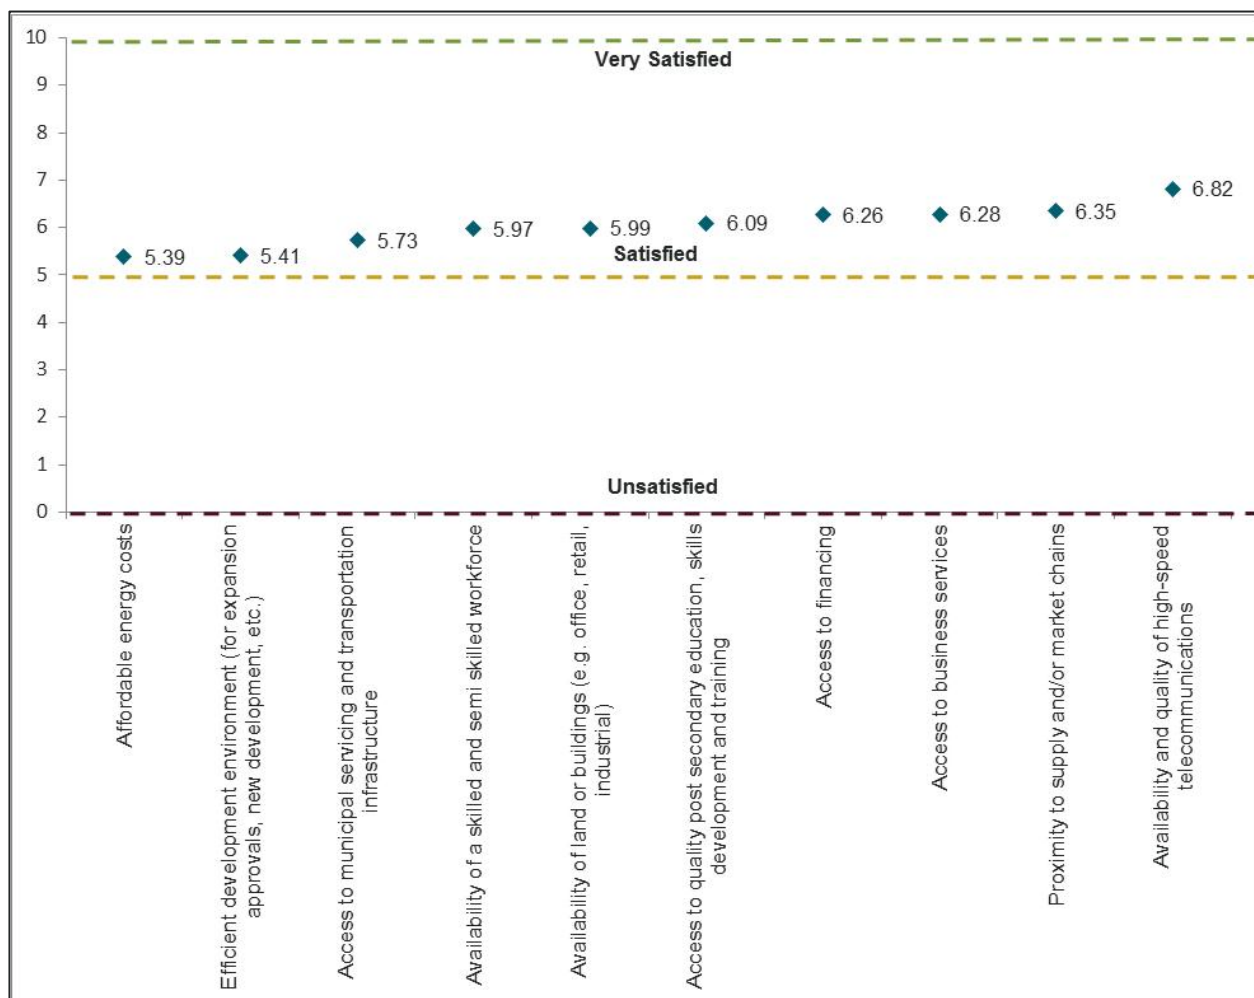 10
Very Satisfied
9
8
7
6
5
4
3
2
1
0
5.39
5.41
5.73
5.97
5.99
6.09
6.26
6.28
6.35
6.82
Satisfied
Unsatisfied
Affordable energy costs
Efficient development environment (for expansion
approvals, new development, etc.)
Access to municipal servicing and transportation
infrastructure
Availability of a skilled and semi skilled workforce
Availability of land or buildings (e.g. office, retail,
industrial)
Access to quality post secondary education, skills
development and training
Access to financing
Access to business services
Proximity to supply and/or market chains
Availability and quality of high-speed
telecommunications